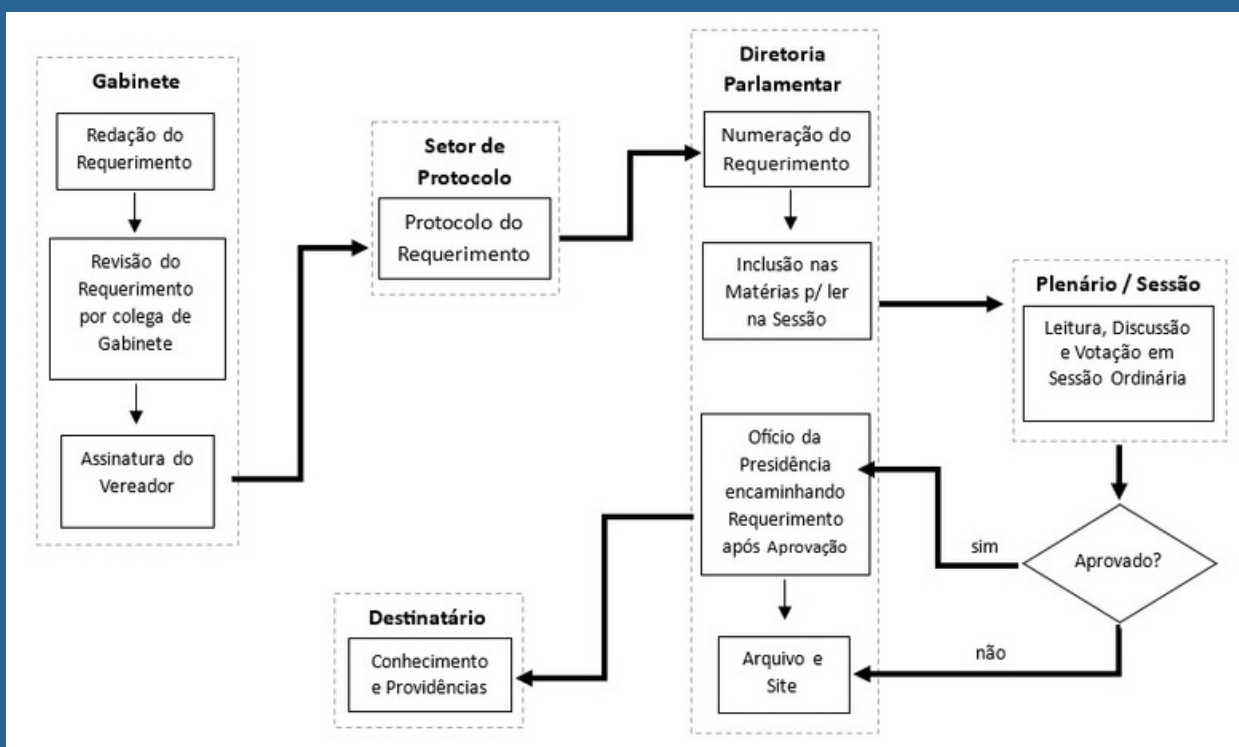 Gabinete
Redação do
Requerimento
Revisão do
Requerimento
por colega de
Gabinete
Assinatura do
Vereador
Setor de
Protocolo
Protocolo do
Requerimento
Diretoria
Parlamentar
Numeração do
Requerimento
Inclusão nas
Matérias p/ ler
na Sessão
Plenário / Sessão
Leitura, Discussão
e Votação em
Sessão Ordinária
Aprovado?
sim
não
Ofício da
Presidência
encaminhando
Requerimento
após Aprovação
Arquivo e
Site
Destinatário
Conhecimento
e Providências